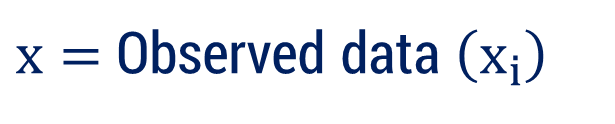 x = Observed data (xᵢ)